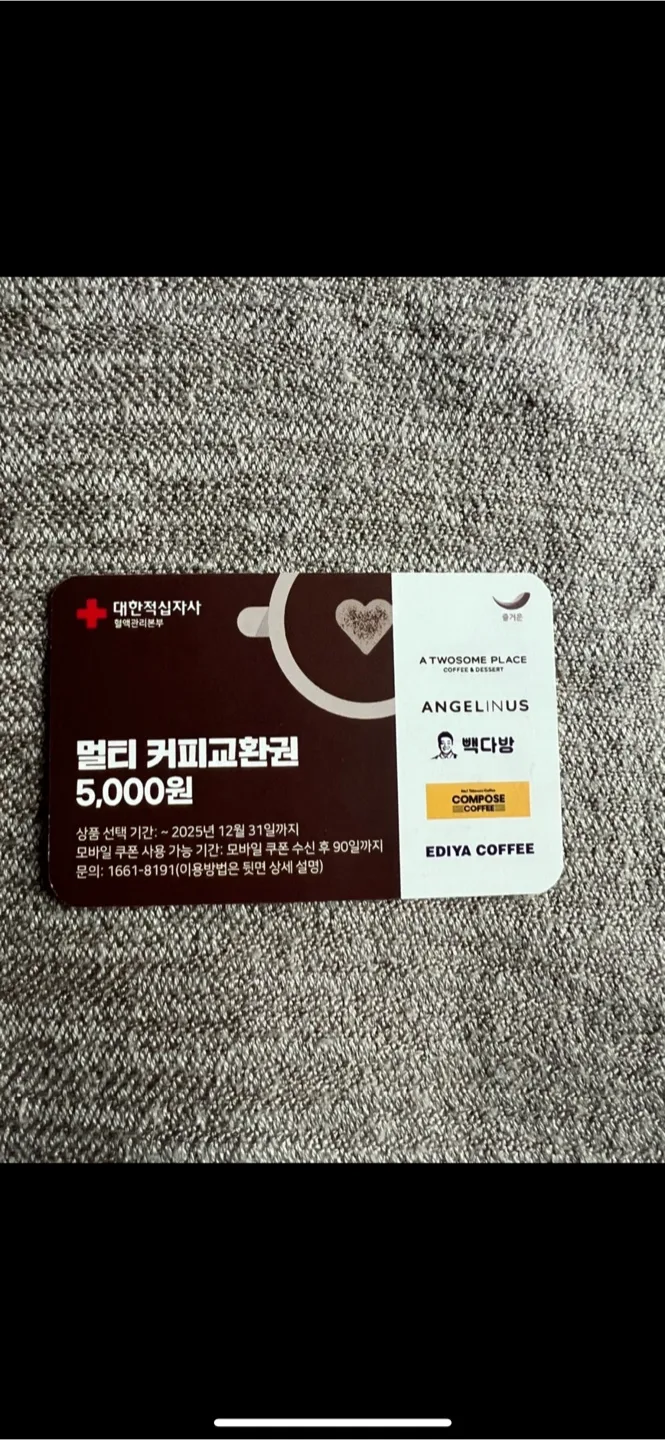 대한적십자사
혈액관리본부
멀티 커피교환권
5,000원
상품 선택 기간: ~ 2025년 12월 31일까지
모바일 쿠폰 사용 가능 기간: 모바일 쿠폰 수신 후 90일까지
문의: 1661-8191(이용방법은 뒷면 상세 설명)
즐거운
A TWOSOME PLACE
COFFEE & DESSERT
ANGELINUS
빽다방
COMPOSE
COFFEE
EDIYA COFFEE